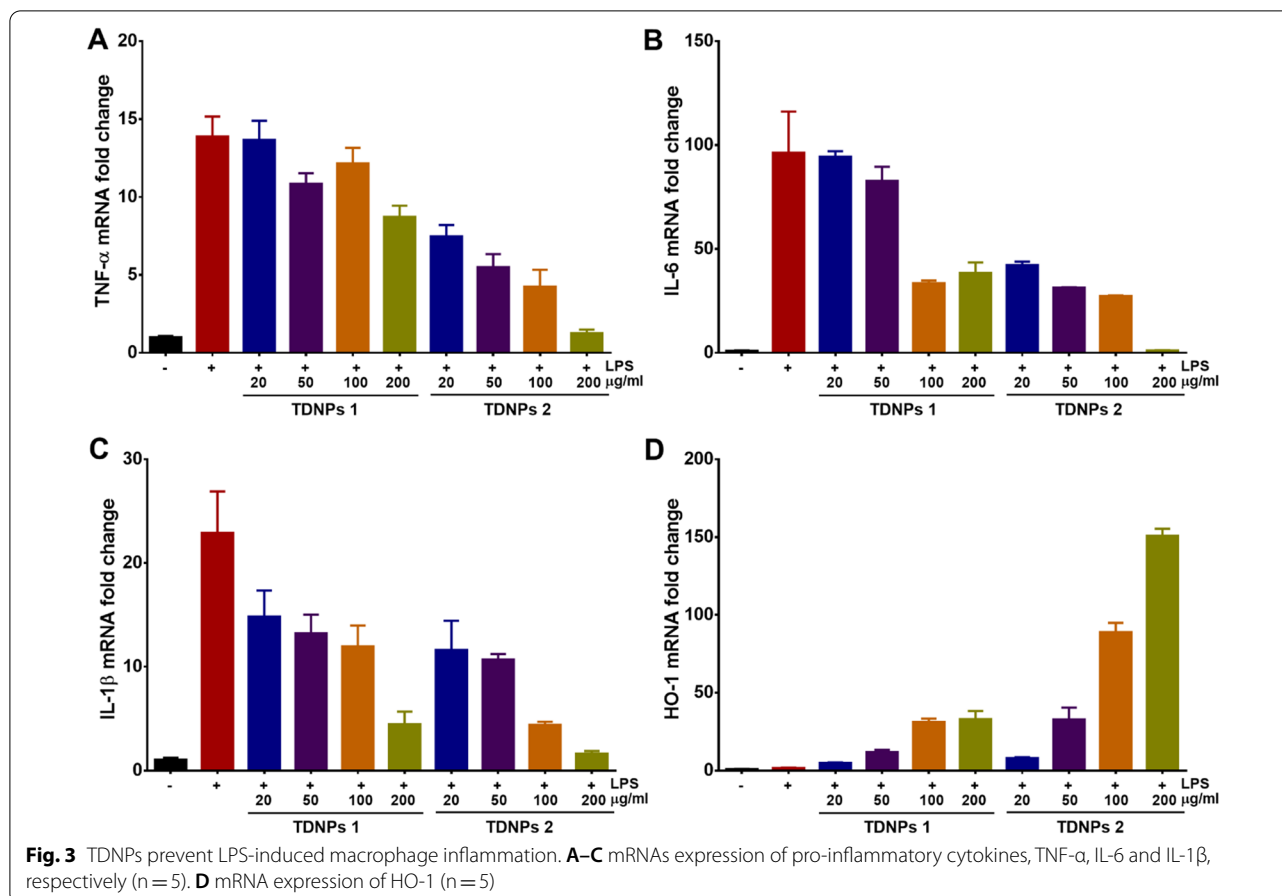 A
TNF-α mRNA fold change
20
15
10
5
0
- + + + + + + + + + LPS
20 50 100 200 20 50 100 200 μg/ml
TDNPs 1 TDNPs 2
B
IL-6 mRNA fold change
150
100
50
0
- + + + + + + + + + LPS
20 50 100 200 20 50 100 200 μg/ml
TDNPs 1 TDNPs 2
C
IL-1β mRNA fold change
30
20
10
0
- + + + + + + + + + LPS
20 50 100 200 20 50 100 200 μg/ml
TDNPs 1 TDNPs 2
D
HO-1 mRNA fold change
200
150
100
50
0
- + + + + + + + + + LPS
20 50 100 200 20 50 100 200 μg/ml
TDNPs 1 TDNPs 2
Fig. 3 TDNPs prevent LPS-induced macrophage inflammation. A–C mRNAs expression of pro-inflammatory cytokines, TNF-α, IL-6 and IL-1β,
respectively (n = 5). D mRNA expression of HO-1 (n = 5)